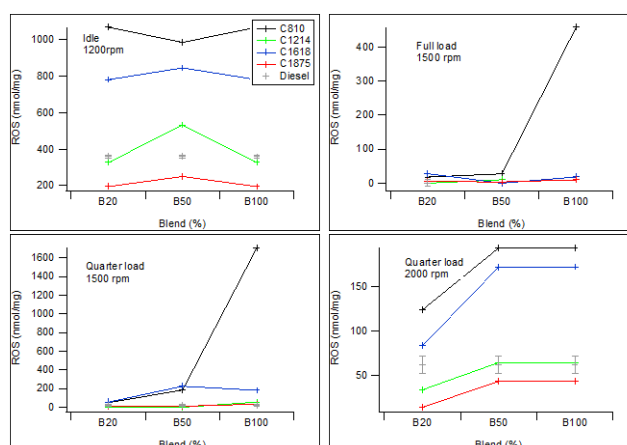 Idle
1200rpm
C810
C1214
C1618
C1875
Diesel
ROS (nmol/mg)
1000
800
600
400
200
B20 B50 B100
Blend (%)
Full load
1500 rpm
ROS (nmol/mg)
400
300
200
100
0
B20 B50 B100
Blend (%)
Quarter load
1500 rpm
ROS (nmol/mg)
1600
1400
1200
1000
800
600
400
200
0
B20 B50 B100
Blend (%)
Quarter load
2000 rpm
ROS (nmol/mg)
150
100
50
B20 B50 B100
Blend (%)